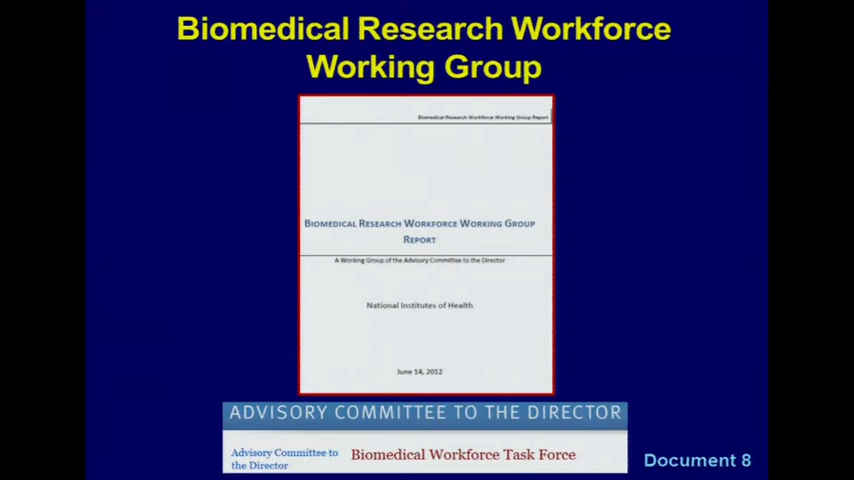 Biomedical Research Workforce
Working Group
Biomedical Research Workforce Working Group Report
BIOMEDICAL RESEARCH WORKFORCE WORKING GROUP
REPORT
A Working Group of the Advisory Committee to the Director
National Institutes of Health
June 14, 2012
ADVISORY COMMITTEE TO THE DIRECTOR
Advisory Committee to
the Director
Biomedical Workforce Task Force
Document 8